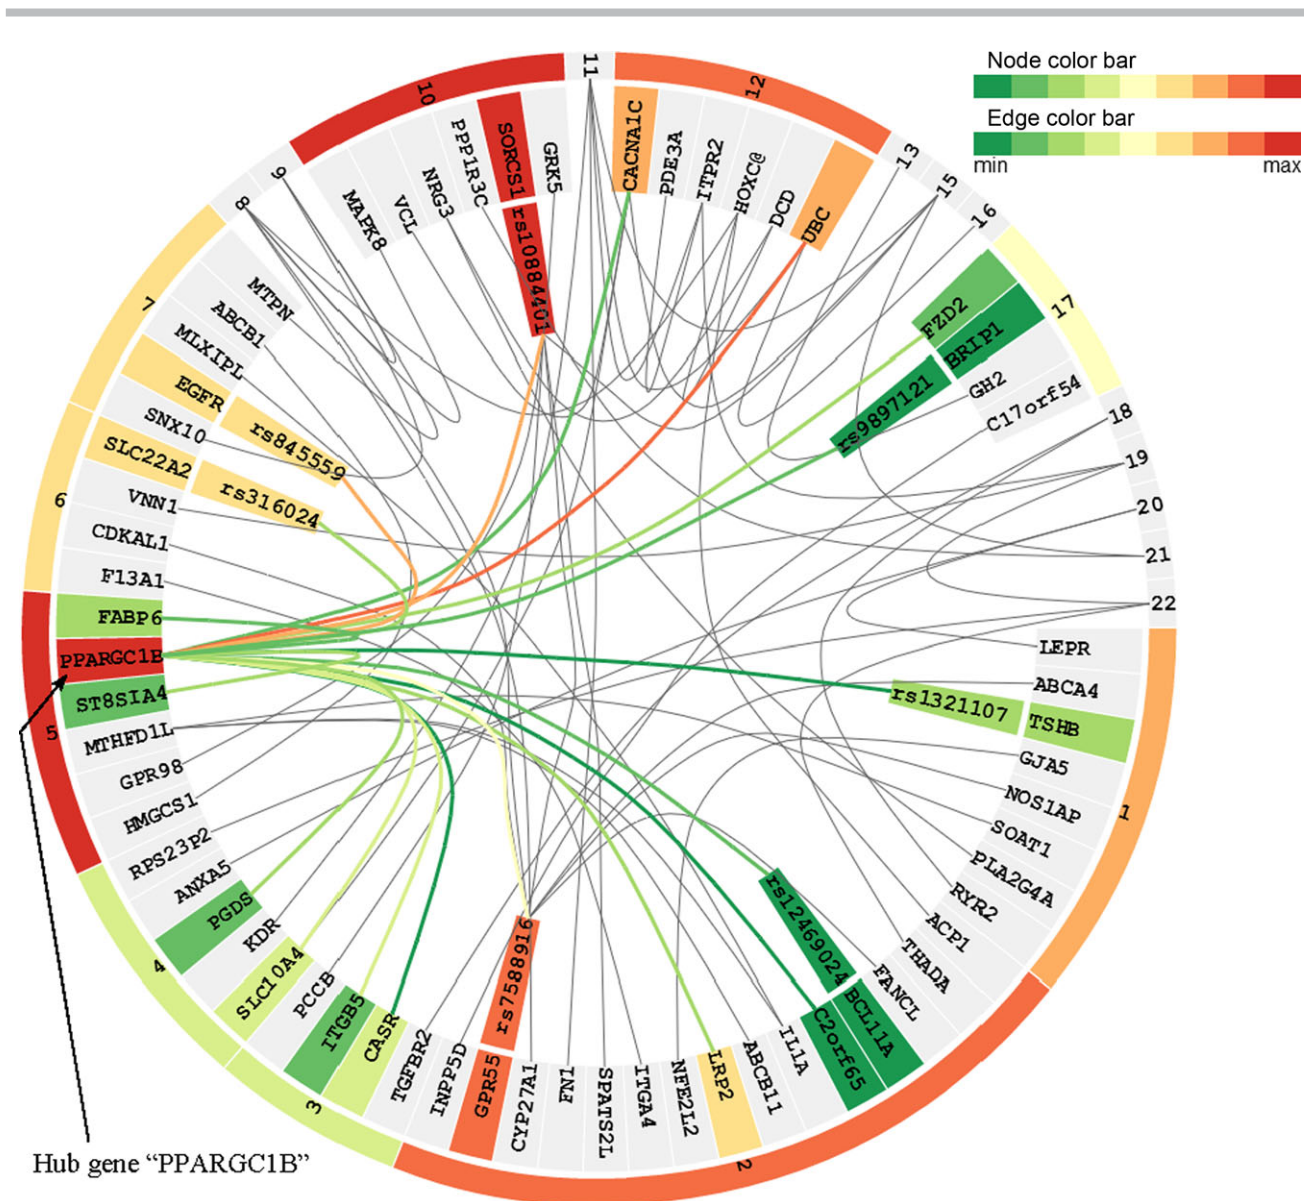 Node color bar
Edge color bar
min max
11
12
13
15
16
17
18
19
20
21
22
1
2
3
4
5
6
7
8
9
10
CACNA1C
PDE3A
ITPR2
HOXC@
DCD
UBC
FZD2
BRIP1
rs9897121
GH2
C17orf54
LEPR
ABCA4
rs1321107
TSHB
GJA5
NOS1AP
SOAT1
PLA2G4A
RYR2
ACP1
THADA
FANCL
rs12469024
BCL11A
C2orf65
IL1A
ABCB11
LRP2
NFE2L2
ITGA4
SPATS2L
FN1
CYP27A1
rs7588916
GPR55
INPP5D
TGFBR2
CASR
ITGB5
PCCB
SLC10A4
KDR
PGDS
ANXA5
RPS23P2
HMGCS1
GPR98
MTHFD1L
ST8SIA4
PPARGC1B
FABP6
F13A1
CDKAL1
VNN1
SLC22A2
rs316024
SNX10
EGFR
rs845559
MLXIPL
ABCB1
MTPN
MAPK8
VCL
NRG3
PPP1R3C
SORCS1
rs10884401
GRK5
Hub gene “PPARGC1B”